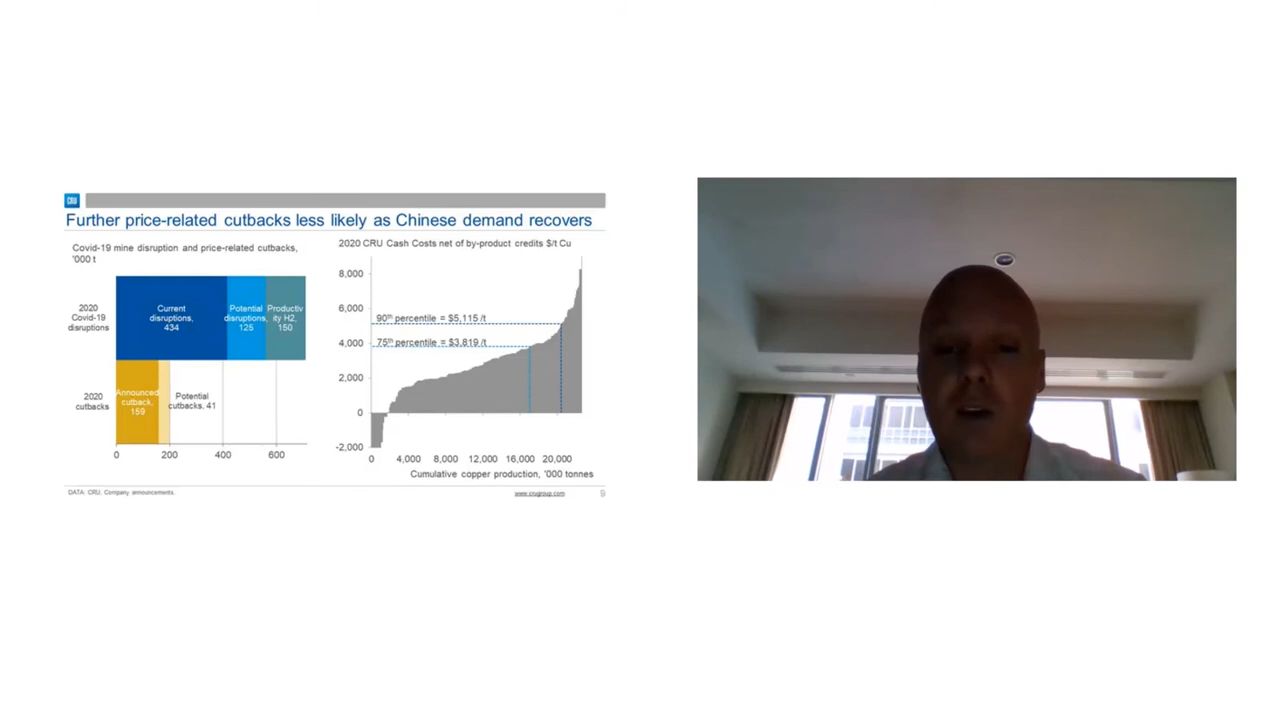 CRU
Further price-related cutbacks less likely as Chinese demand recovers
Covid-19 mine disruption and price-related cutbacks,
'000 t
2020
Covid-19
disruptions
Current
disruptions,
434
Potential
disruptions,
125
Productiv
ity H2,
150
2020
cutbacks
Announced
cutback,
159
Potential
cutbacks, 41
0 200 400 600
2020 CRU Cash Costs net of by-product credits $/t Cu
8,000
6,000
4,000
2,000
0
-2,000
90th percentile = $5,115 /t
75th percentile = $3,819 /t
0 4,000 8,000 12,000 16,000 20,000
Cumulative copper production, '000 tonnes
DATA: CRU, Company announcements.
www.crugroup.com
9